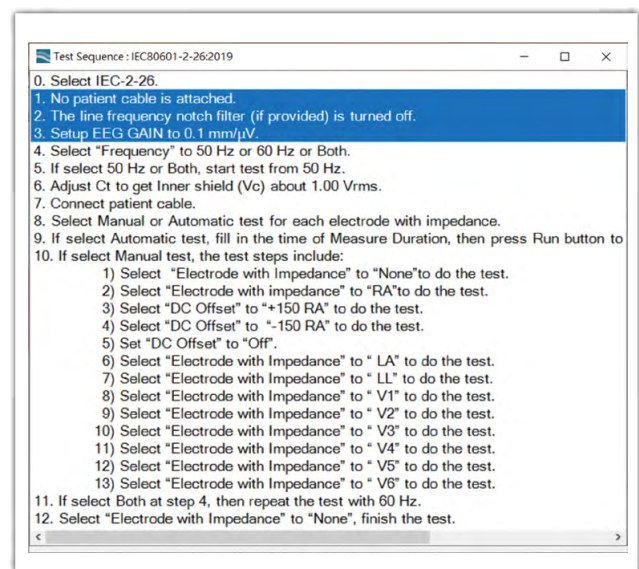 Test Sequence : IEC80601-2-26:2019
0. Select IEC-2-26.
1. No patient cable is attached.
2. The line frequency notch filter (if provided) is turned off.
3. Setup EEG GAIN to 0.1 mm/µV.
4. Select “Frequency” to 50 Hz or 60 Hz or Both.
5. If select 50 Hz or Both, start test from 50 Hz.
6. Adjust Ct to get Inner shield (Vc) about 1.00 Vrms.
7. Connect patient cable.
8. Select Manual or Automatic test for each electrode with impedance.
9. If select Automatic test, fill in the time of Measure Duration, then press Run button to
10. If select Manual test, the test steps include:
1) Select “Electrode with Impedance” to “None”to do the test.
2) Select “Electrode with impedance” to “RA”to do the test.
3) Select “DC Offset” to “+150 RA” to do the test.
4) Select “DC Offset” to “-150 RA” to do the test.
5) Set “DC Offset” to “Off”.
6) Select “Electrode with Impedance” to “ LA” to do the test.
7) Select “Electrode with Impedance” to “ LL” to do the test.
8) Select “Electrode with Impedance” to “ V1” to do the test.
9) Select “Electrode with Impedance” to “ V2” to do the test.
10) Select “Electrode with Impedance” to “ V3” to do the test.
11) Select “Electrode with Impedance” to “ V4” to do the test.
12) Select “Electrode with Impedance” to “ V5” to do the test.
13) Select “Electrode with Impedance” to “ V6” to do the test.
11. If select Both at step 4, then repeat the test with 60 Hz.
12. Select “Electrode with Impedance” to “None”, finish the test.